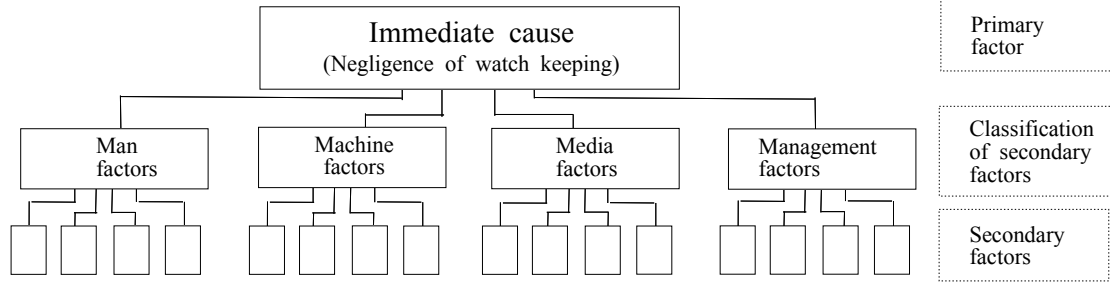 Immediate cause
(Negligence of watch keeping)
Primary
factor
Man
factors
Machine
factors
Media
factors
Management
factors
Classification
of secondary
factors
Secondary
factors